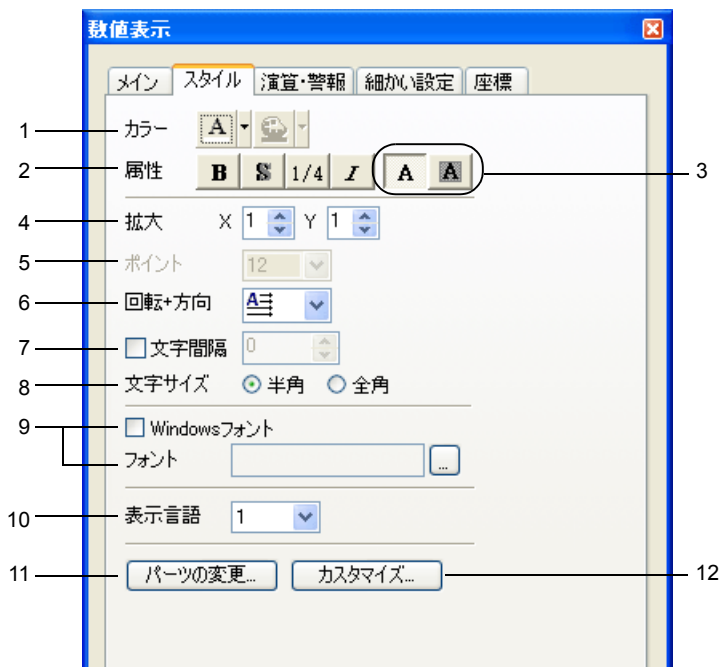 数値表示
メイン スタイル 演算・警報 細かい設定 座標
1 カラー A
2 属性 B S 1/4 I A A 3
4 拡大 X 1 Y 1
5 ポイント 12
6 回転+方向 A
7 文字間隔 0
8 文字サイズ 半角 全角
9 Windowsフォント
フォント ...
10 表示言語 1
11 パーツの変更... カスタマイズ... 12